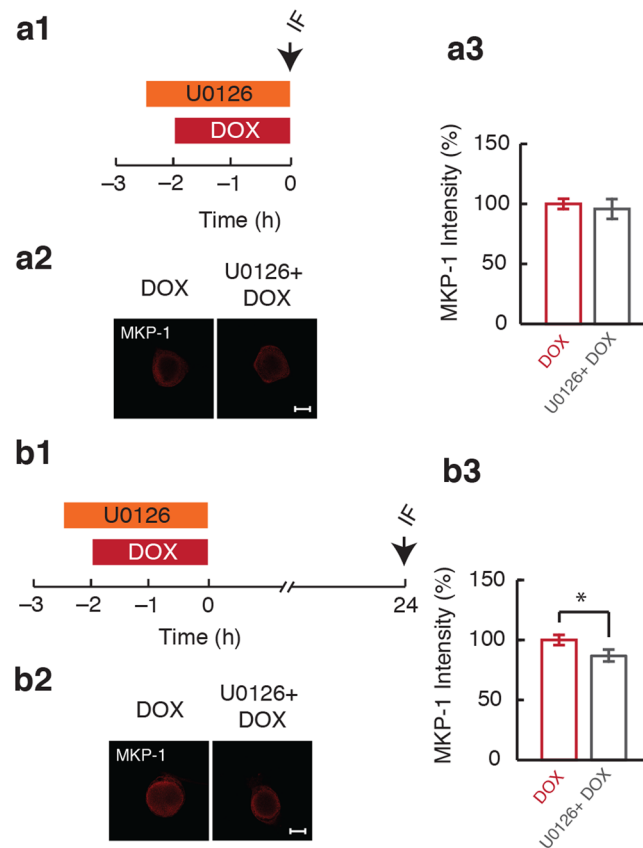 a1
IF
U0126
DOX
–3 –2 –1 0
Time (h)
a2
DOX
U0126+
DOX
MKP-1
a3
MKP-1 Intensity (%)
150
100
50
0
DOX
U0126+ DOX
b1
IF
U0126
DOX
–3 –2 –1 0 24
Time (h)
b2
DOX
U0126+
DOX
MKP-1
b3
MKP-1 Intensity (%)
150
100
50
0
*
DOX
U0126+ DOX